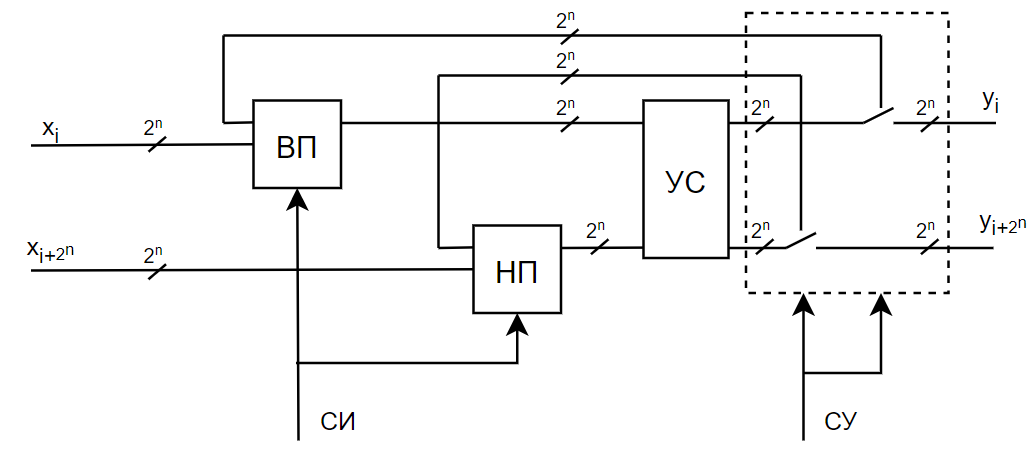 2ⁿ
2ⁿ
xᵢ 2ⁿ ВП 2ⁿ 2ⁿ 2ⁿ yᵢ
УС
xᵢ₊₂ⁿ 2ⁿ НП 2ⁿ 2ⁿ 2ⁿ yᵢ₊₂ⁿ
СИ СУ